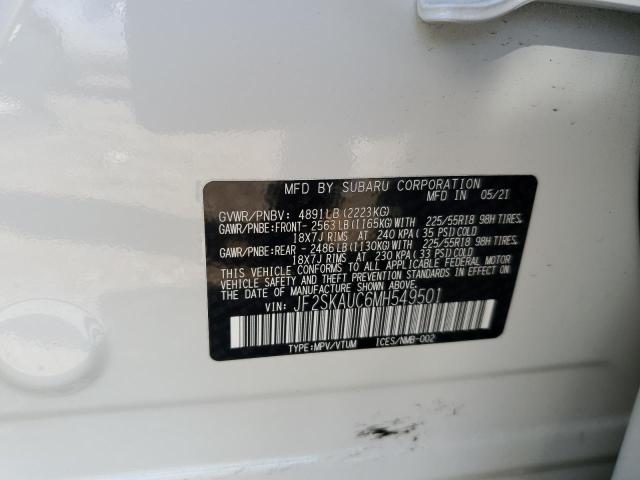 MFD BY SUBARU CORPORATION
MFD IN 05/21
GVWR/PNBV: 4891LB(2223KG)
GAWR/PNBE:FRONT- 2563LB(1165KG) WITH 225/55R18 98H TIRES,
18X7J RIMS AT 240 KPA(35 PSI)COLD
GAWR/PNBE:REAR - 2486LB(1130KG) WITH 225/55R18 98H TIRES,
18X7J RIMS AT 230 KPA(33 PSI)COLD
THIS VEHICLE CONFORMS TO ALL APPLICABLE FEDERAL MOTOR
VEHICLE SAFETY AND THEFT PREVENTION STANDARDS IN EFFECT
ON THE DATE OF MANUFACTURE SHOWN ABOVE.
VIN: JF2SKAUC6MH549501
TYPE:MPV/VTUM ICES/NMB-002